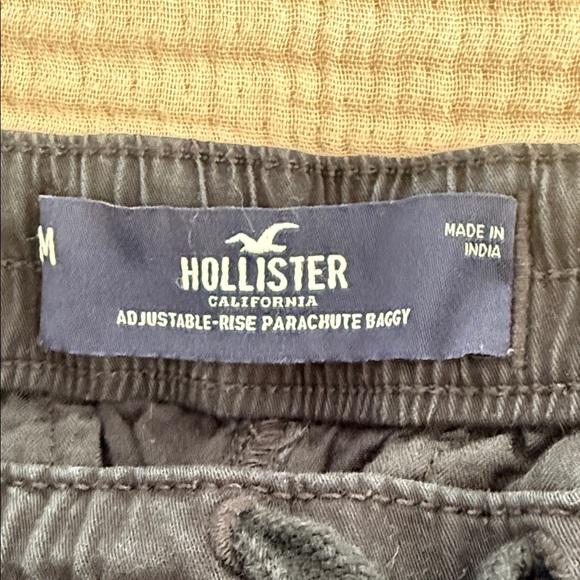 M
HOLLISTER
CALIFORNIA
ADJUSTABLE-RISE PARACHUTE BAGGY
MADE IN
INDIA